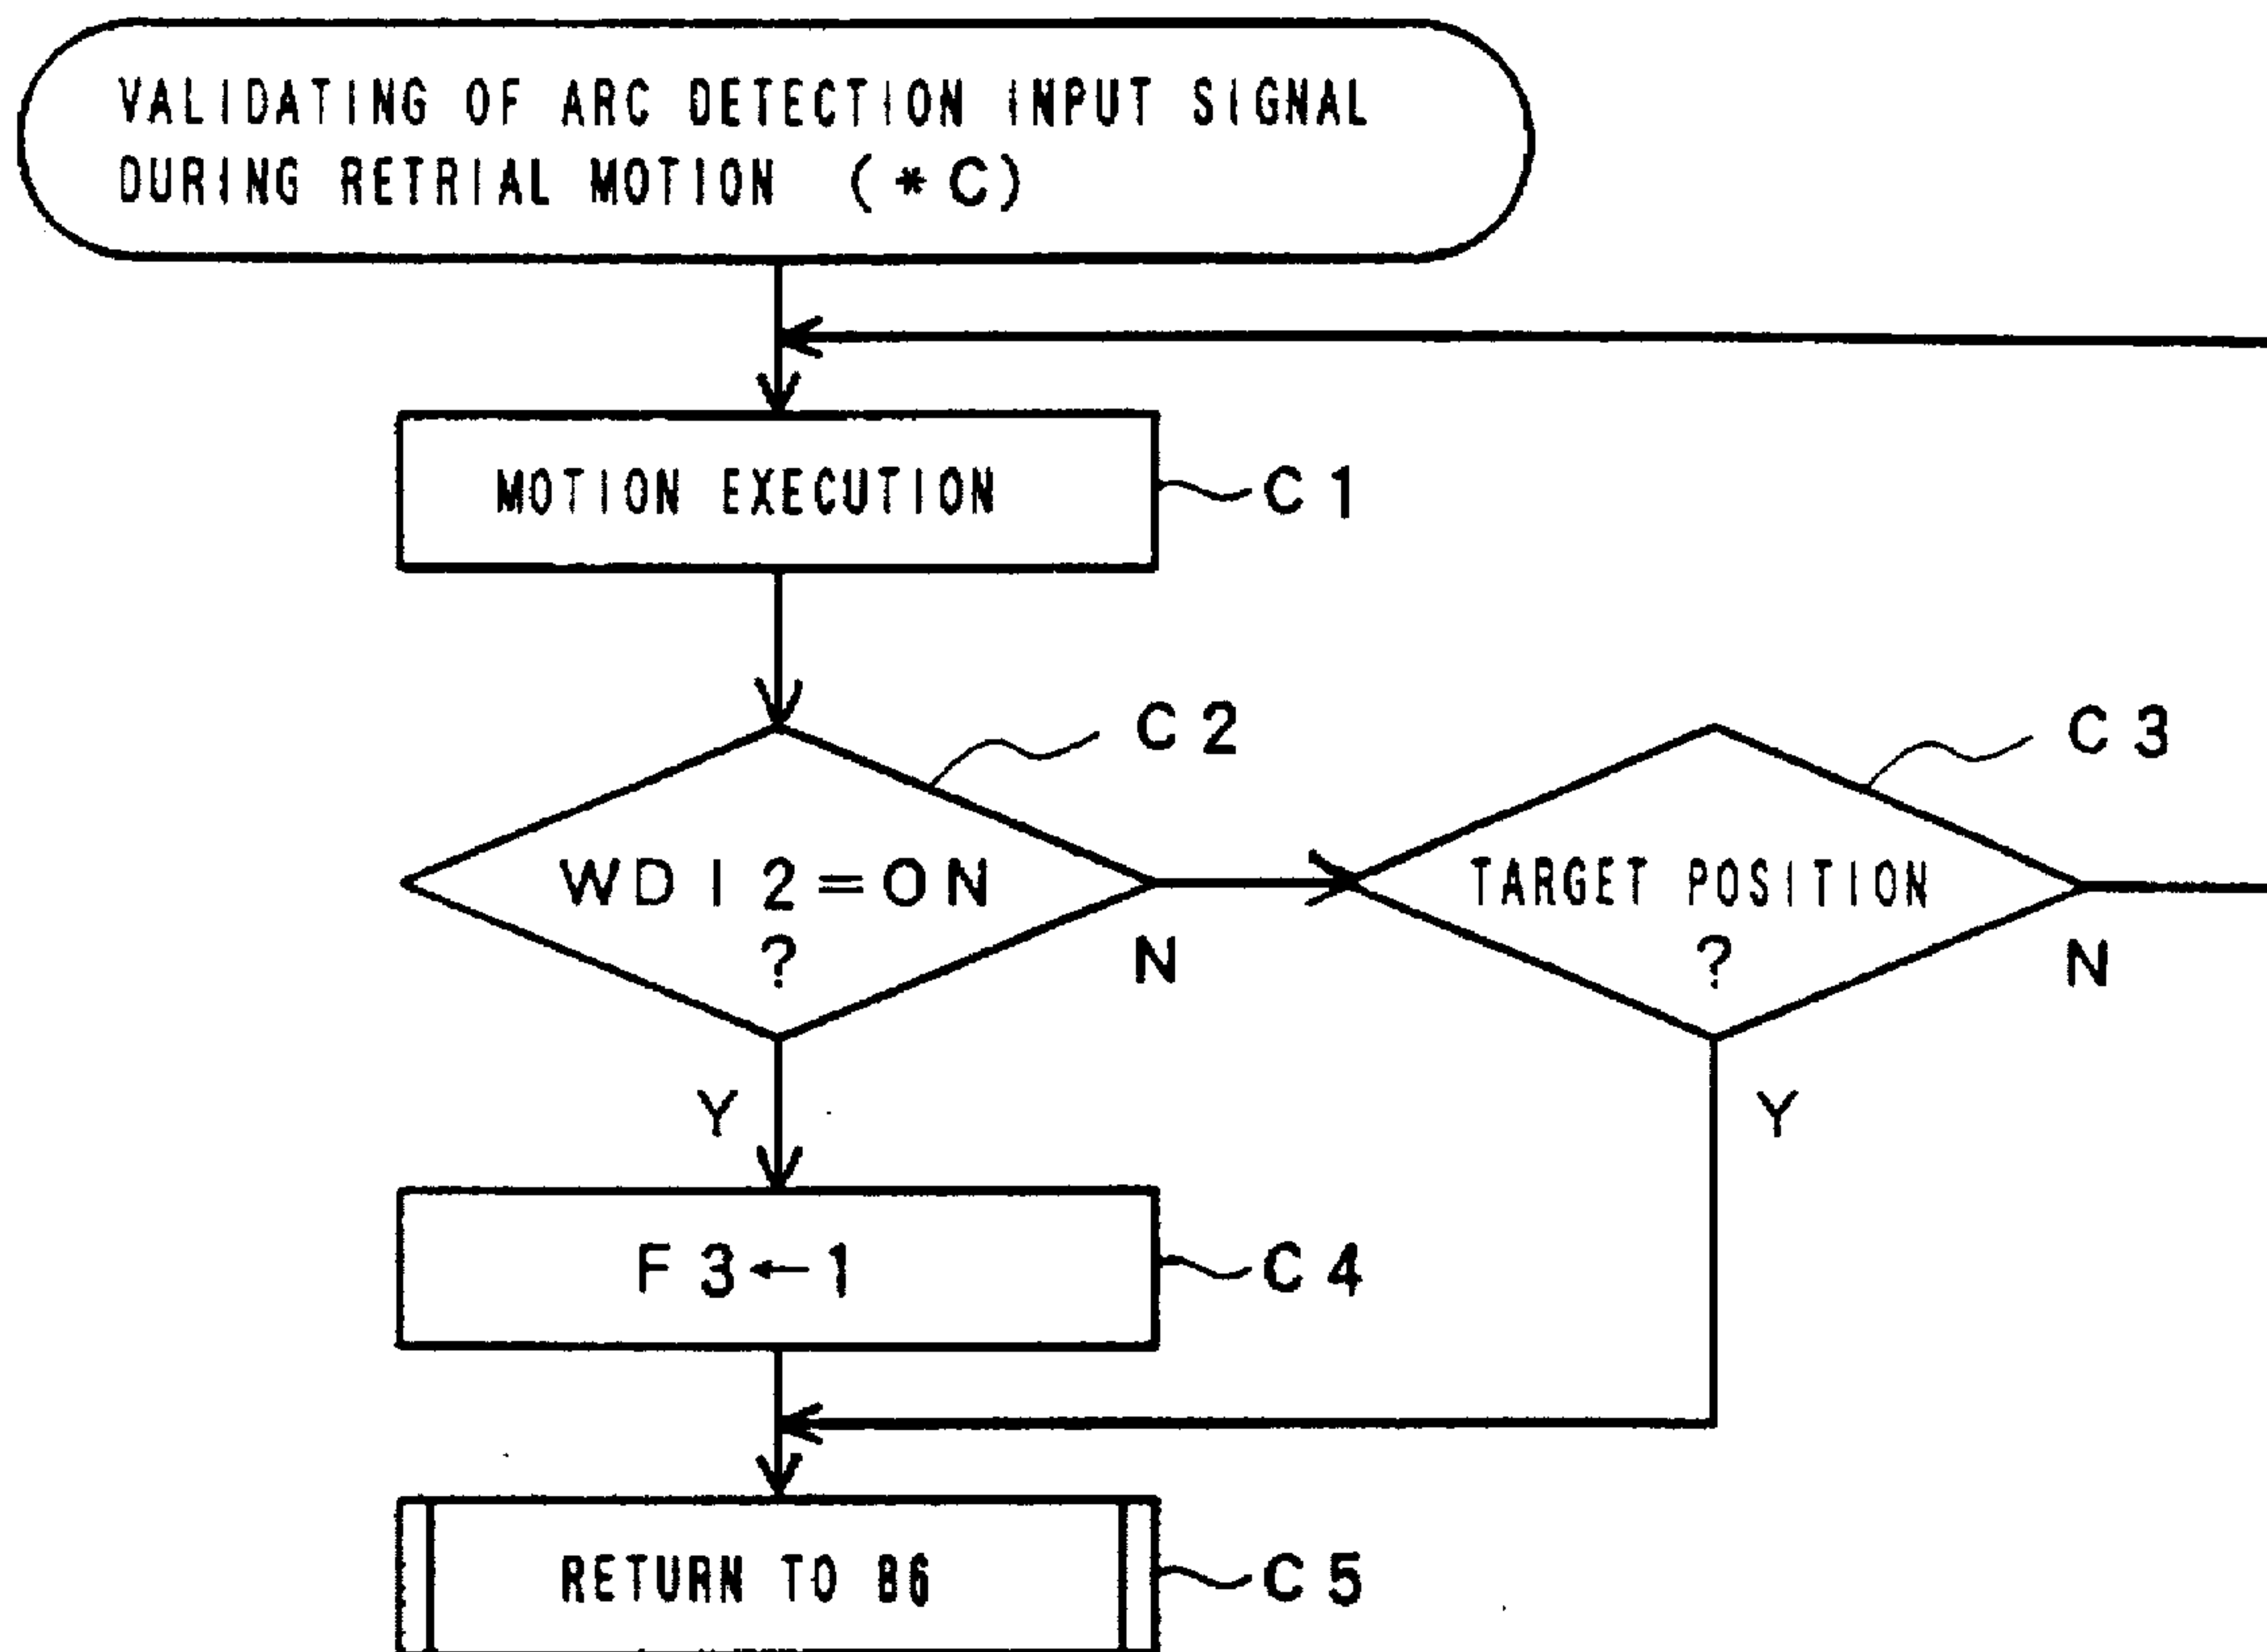 VALIDATING OF ARC DETECTION INPUT SIGNAL
DURING RETRIAL MOTION (*C)
MOTION EXECUTION
C1
C2
C3
WDI2=ON
?
N
TARGET POSITION
?
N
Y
Y
F3←1
C4
RETURN TO B6
C5